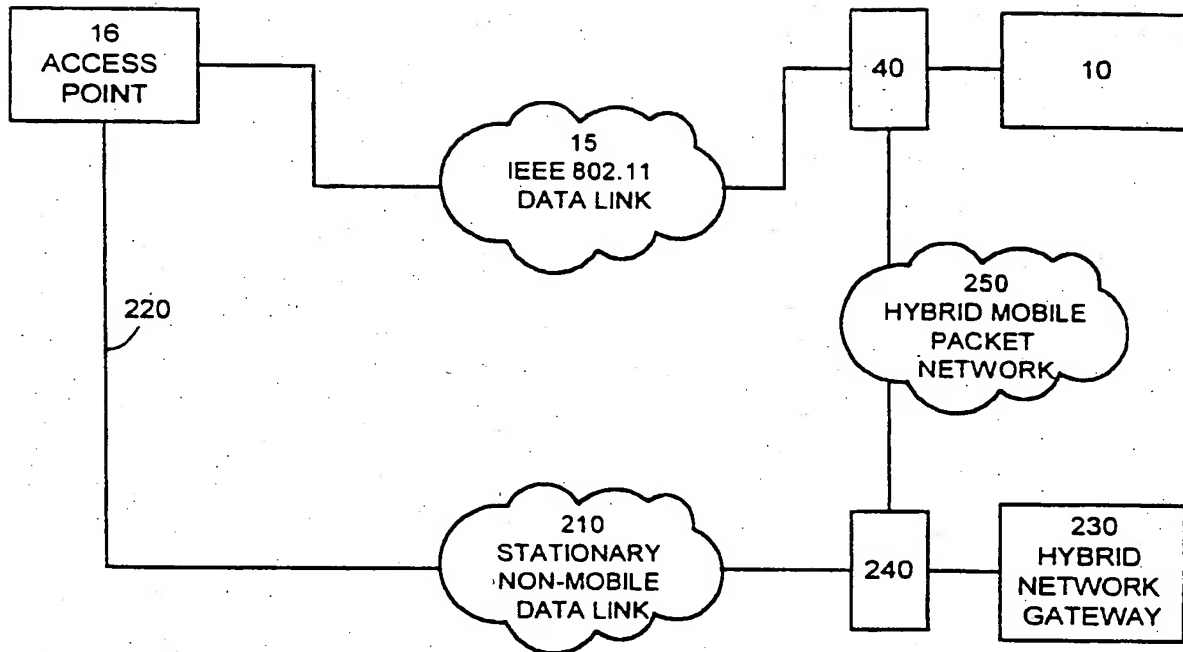 16
ACCESS
POINT
40
10
15
IEEE 802.11
DATA LINK
250
HYBRID MOBILE
PACKET
NETWORK
220
210
STATIONARY
NON-MOBILE
DATA LINK
240
230
HYBRID
NETWORK
GATEWAY